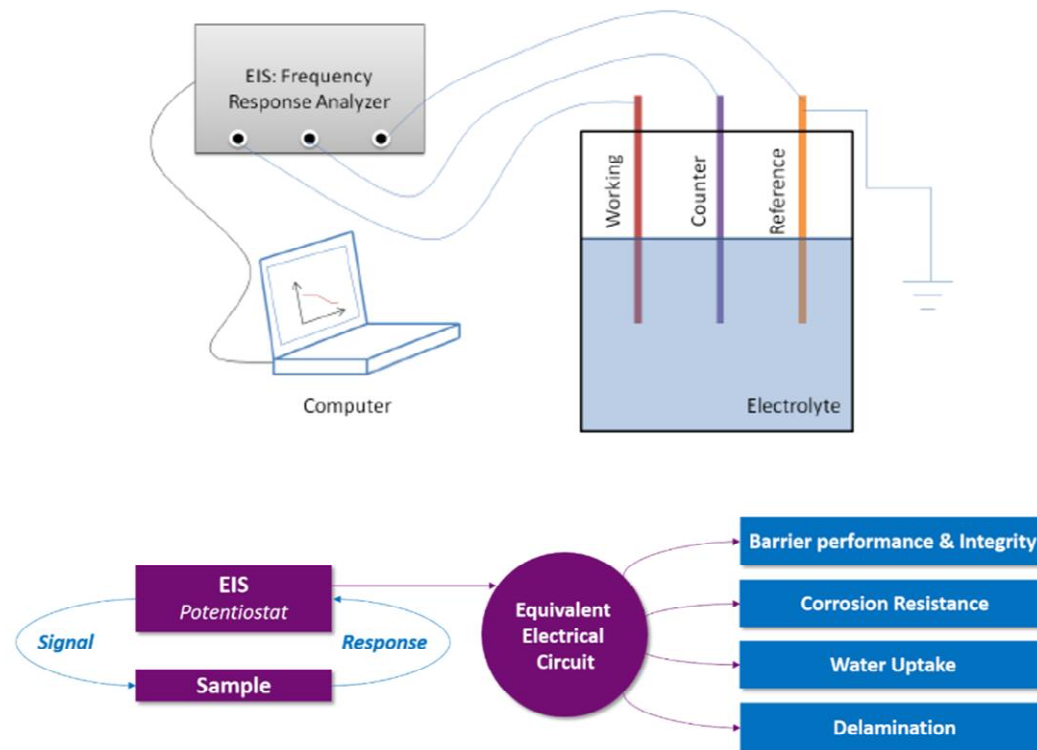 EIS: Frequency
Response Analyzer
Working
Counter
Reference
Computer
Electrolyte
EIS
Potentiostat
Signal
Response
Sample
Equivalent
Electrical
Circuit
Barrier performance & Integrity
Corrosion Resistance
Water Uptake
Delamination